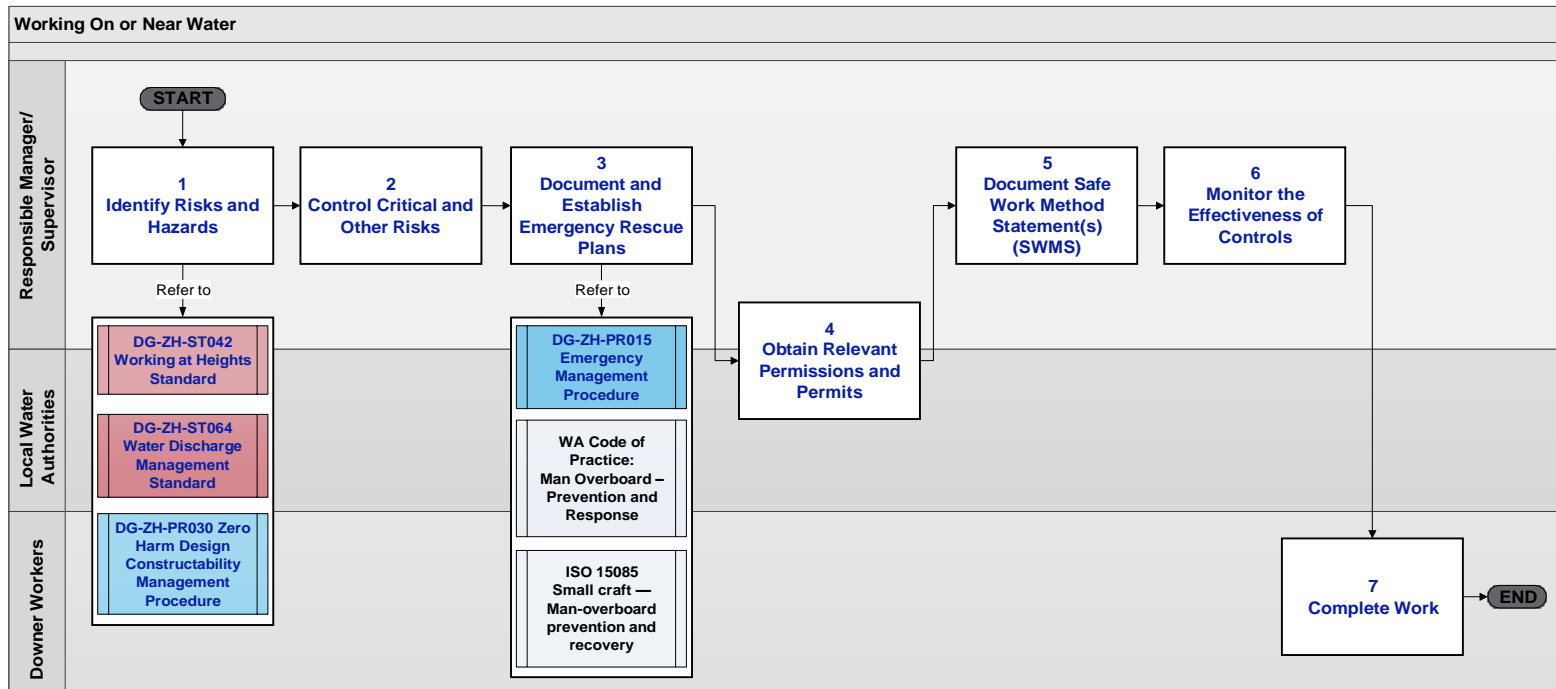 Working On or Near Water
Responsible Manager/
Supervisor
START
1
Identify Risks and
Hazards
2
Control Critical and
Other Risks
3
Document and
Establish
Emergency Rescue
Plans
5
Document Safe
Work Method
Statement(s)
(SWMS)
6
Monitor the
Effectiveness of
Controls
Refer to
Refer to
DG-ZH-ST042
Working at Heights
Standard
DG-ZH-ST064
Water Discharge
Management
Standard
DG-ZH-PR030 Zero
Harm Design
Constructability
Management
Procedure
DG-ZH-PR015
Emergency
Management
Procedure
WA Code of
Practice:
Man Overboard –
Prevention and
Response
ISO 15085
Small craft —
Man-overboard
prevention and
recovery
Local Water
Authorities
4
Obtain Relevant
Permissions and
Permits
Downer Workers
7
Complete Work
END